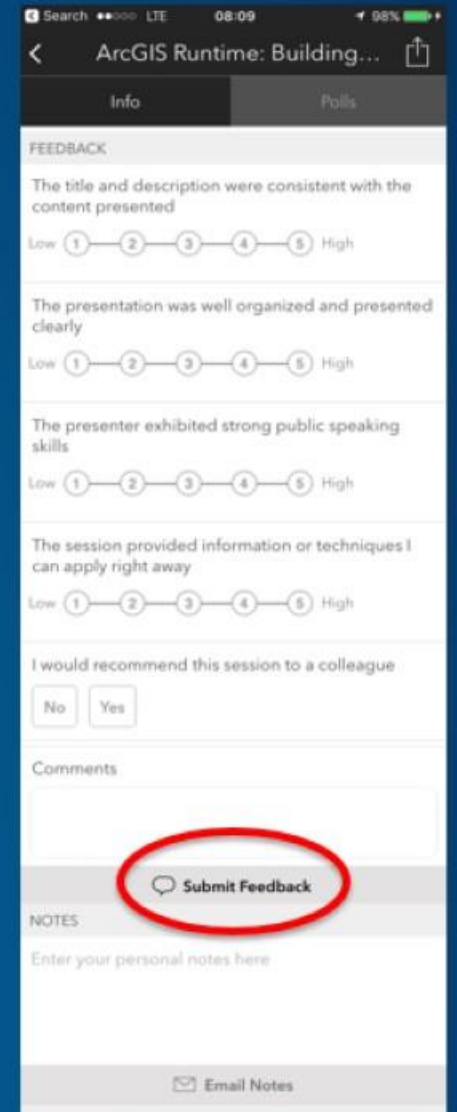 Search LTE 08:09 98%
ArcGIS Runtime: Building...
Info Polls
FEEDBACK
The title and description were consistent with the
content presented
Low 1 2 3 4 5 High
The presentation was well organized and presented
clearly
Low 1 2 3 4 5 High
The presenter exhibited strong public speaking
skills
Low 1 2 3 4 5 High
The session provided information or techniques I
can apply right away
Low 1 2 3 4 5 High
I would recommend this session to a colleague
No Yes
Comments
Submit Feedback
NOTES
Enter your personal notes here
Email Notes